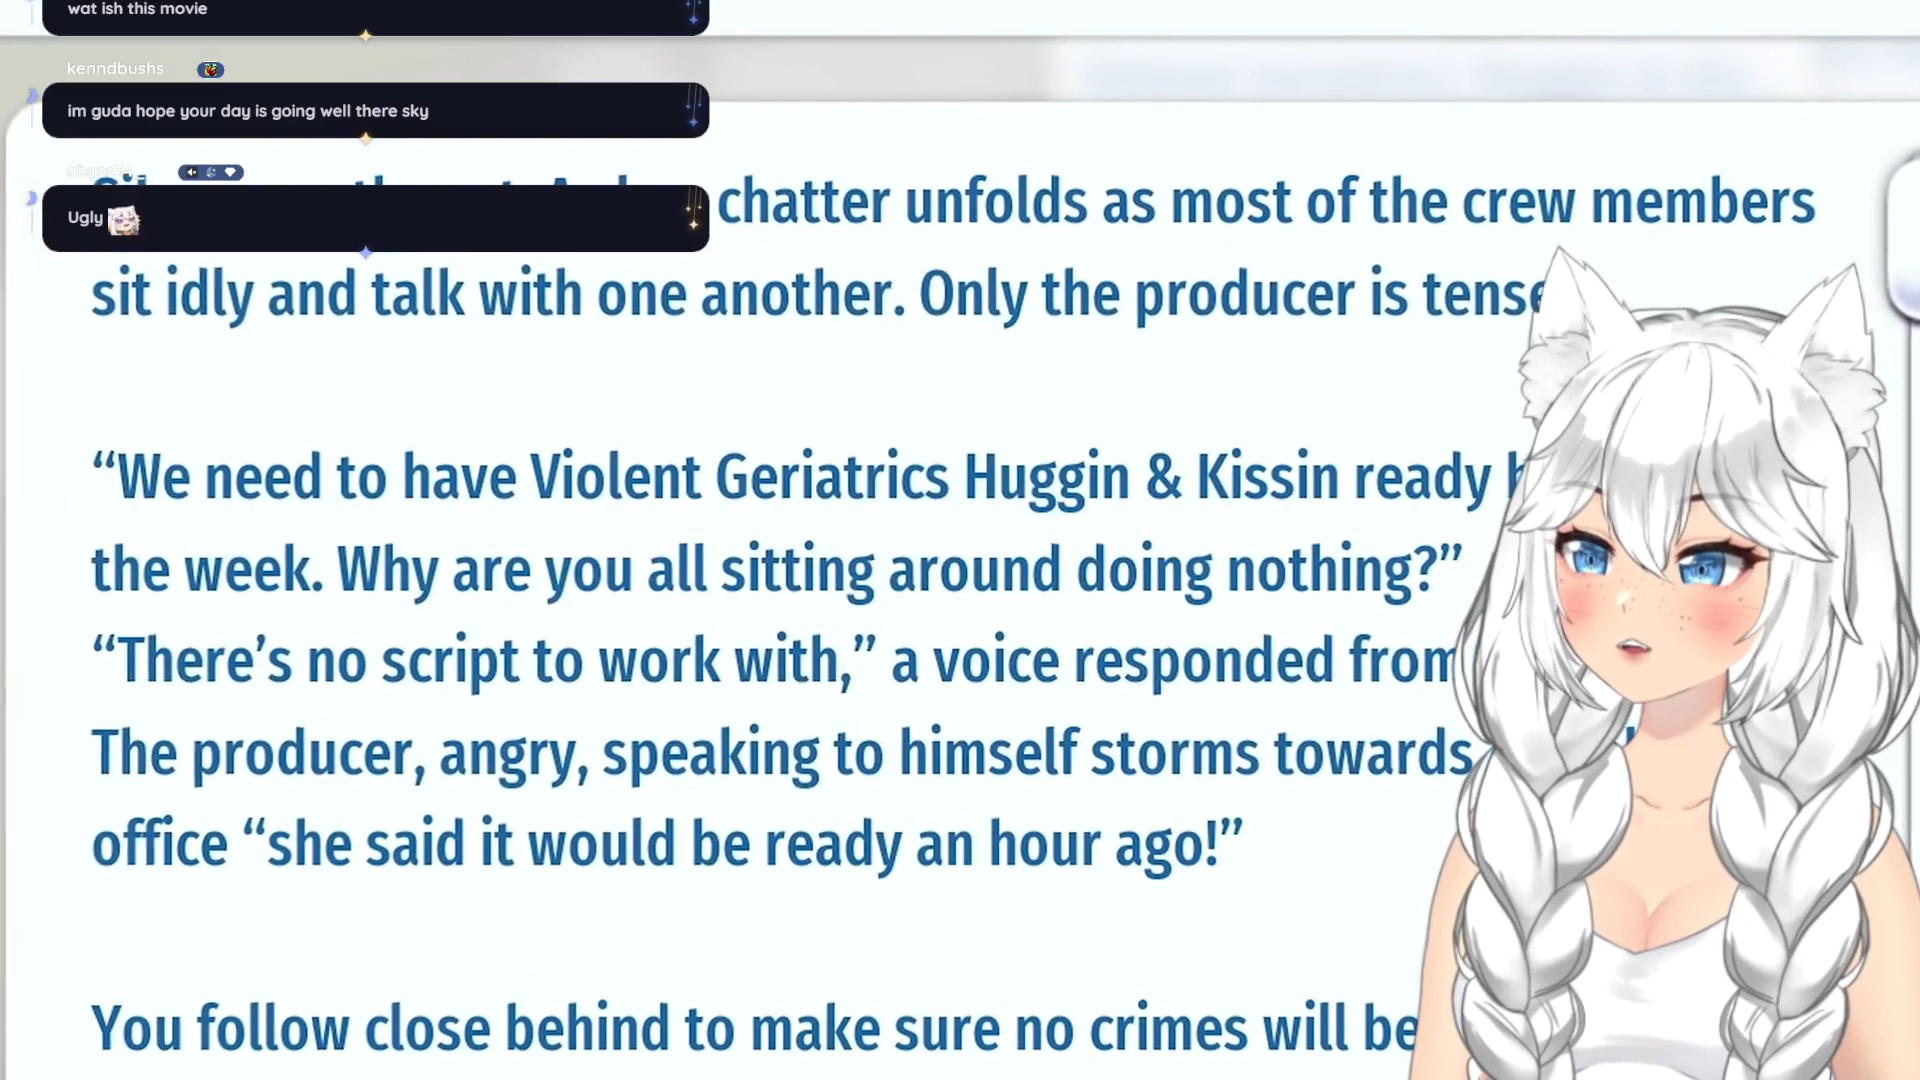 wat ish this movie
kenndbushs
im guda hope your day is going well there sky
Ugly
chatter unfolds as most of the crew members
sit idly and talk with one another. Only the producer is tense
“We need to have Violent Geriatrics Huggin & Kissin ready
the week. Why are you all sitting around doing nothing?”
“There’s no script to work with,” a voice responded from
The producer, angry, speaking to himself storms towards
office “she said it would be ready an hour ago!”
You follow close behind to make sure no crimes will be